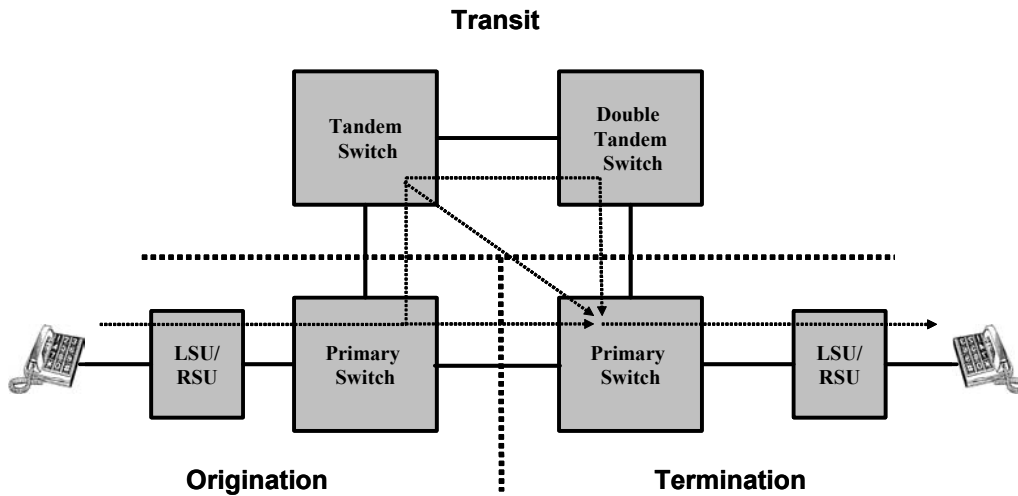 Transit
Tandem
Switch
Double
Tandem
Switch
LSU/
RSU
Primary
Switch
Primary
Switch
LSU/
RSU
Origination
Termination